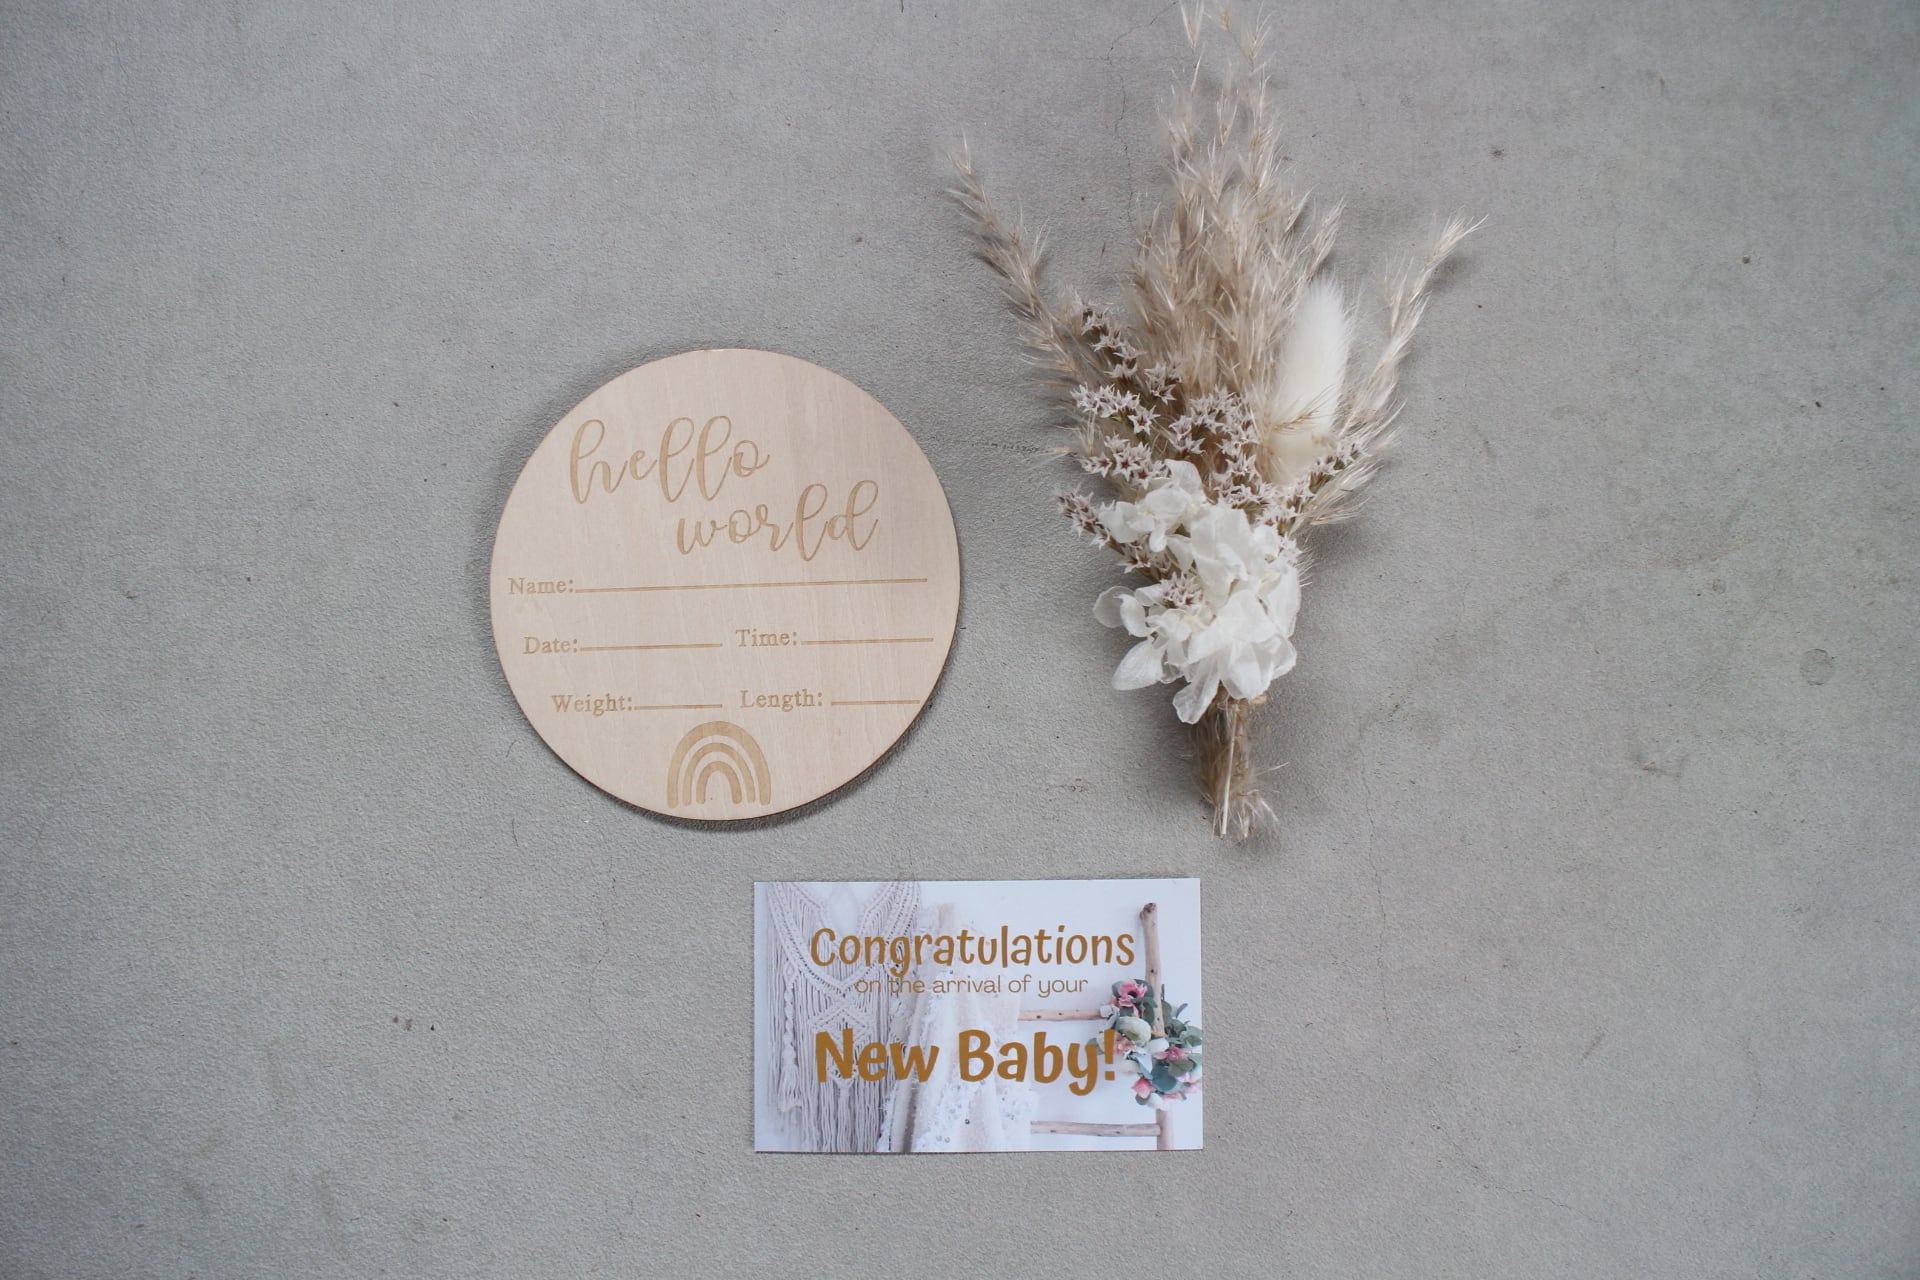 hello
world
Name:
Date: Time:
Weight: Length:
Congratulations
on the arrival of your
New Baby!